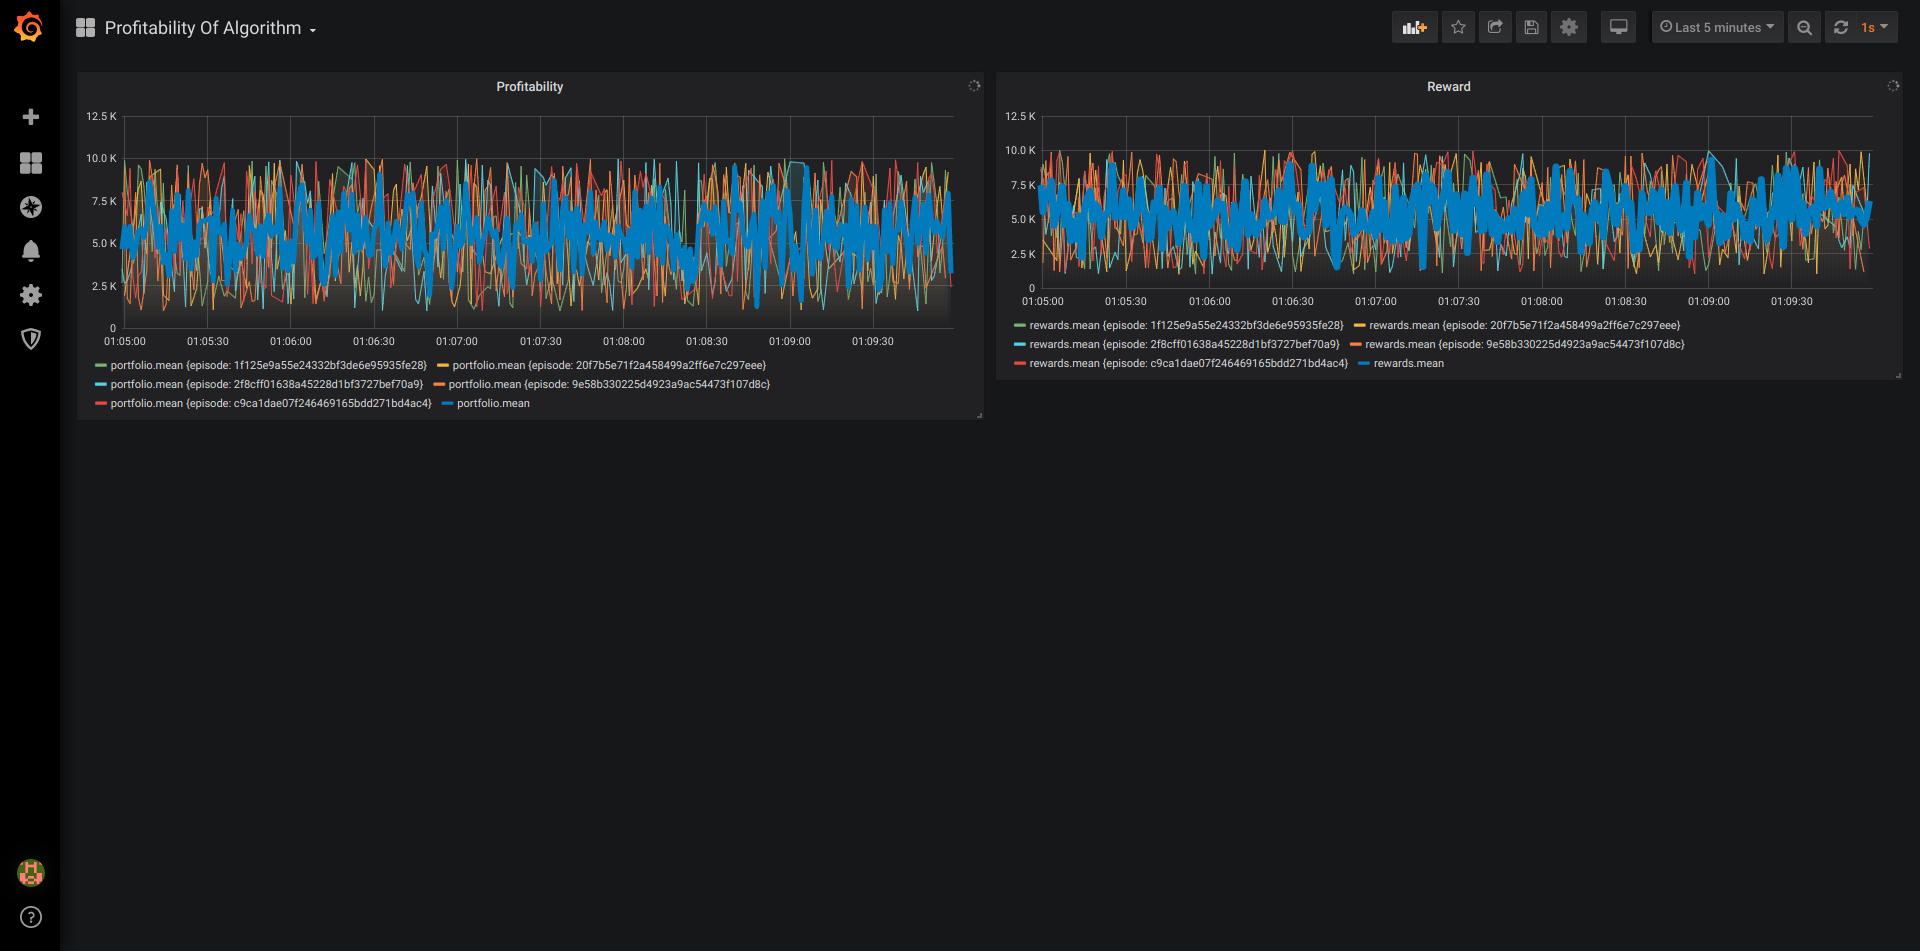 Profitability Of Algorithm
Last 5 minutes
1s
Profitability
12.5 K
10.0 K
7.5 K
5.0 K
2.5 K
0
01:05:00 01:05:30 01:06:00 01:06:30 01:07:00 01:07:30 01:08:00 01:08:30 01:09:00 01:09:30
portfolio.mean {episode: 1f125e9a55e24332bf3de6e95935fe28} portfolio.mean {episode: 20f7b5e71f2a458499a2ff6e7c297eee}
portfolio.mean {episode: 2f8cff01638a45228d1bf3727bef70a9} portfolio.mean {episode: 9e58b330225d4923a9ac54473f107d8c}
portfolio.mean {episode: c9ca1dae07f246469165bdd271bd4ac4} portfolio.mean
Reward
12.5 K
10.0 K
7.5 K
5.0 K
2.5 K
0
01:05:00 01:05:30 01:06:00 01:06:30 01:07:00 01:07:30 01:08:00 01:08:30 01:09:00 01:09:30
rewards.mean {episode: 1f125e9a55e24332bf3de6e95935fe28} rewards.mean {episode: 20f7b5e71f2a458499a2ff6e7c297eee}
rewards.mean {episode: 2f8cff01638a45228d1bf3727bef70a9} rewards.mean {episode: 9e58b330225d4923a9ac54473f107d8c}
rewards.mean {episode: c9ca1dae07f246469165bdd271bd4ac4} rewards.mean